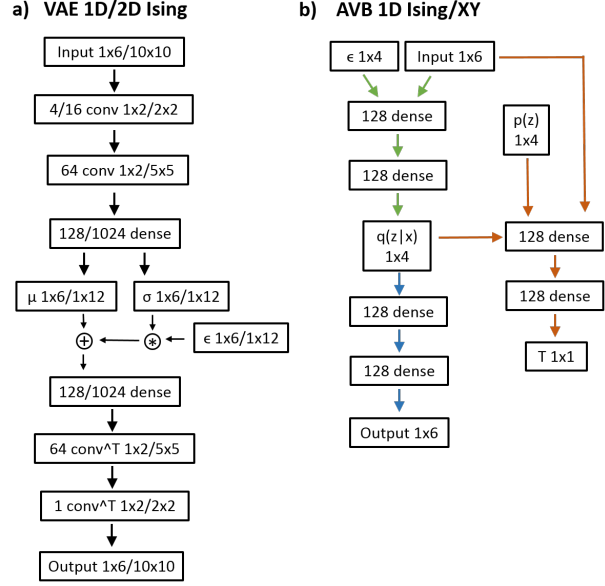 a) VAE 1D/2D Ising
Input 1x6/10x10
4/16 conv 1x2/2x2
64 conv 1x2/5x5
128/1024 dense
μ 1x6/1x12
σ 1x6/1x12
+
*
ϵ 1x6/1x12
128/1024 dense
64 conv^T 1x2/5x5
1 conv^T 1x2/2x2
Output 1x6/10x10
b) AVB 1D Ising/XY
ϵ 1x4
Input 1x6
128 dense
128 dense
q(z|x)
1x4
128 dense
128 dense
Output 1x6
p(z)
1x4
128 dense
128 dense
T 1x1